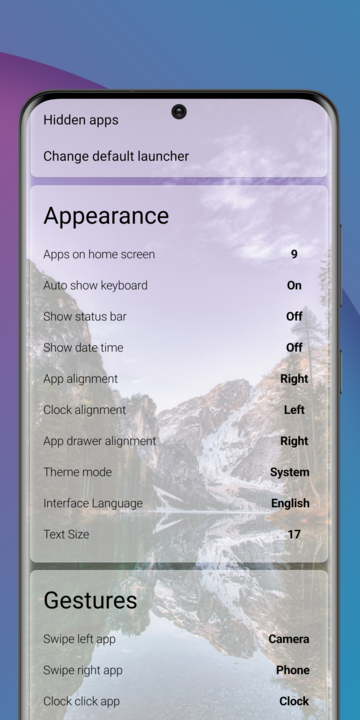 Hidden apps
Change default launcher
Appearance
Apps on home screen 9
Auto show keyboard On
Show status bar Off
Show date time Off
App alignment Right
Clock alignment Left
App drawer alignment Right
Theme mode System
Interface Language English
Text Size 17
Gestures
Swipe left app Camera
Swipe right app Phone
Clock click app Clock